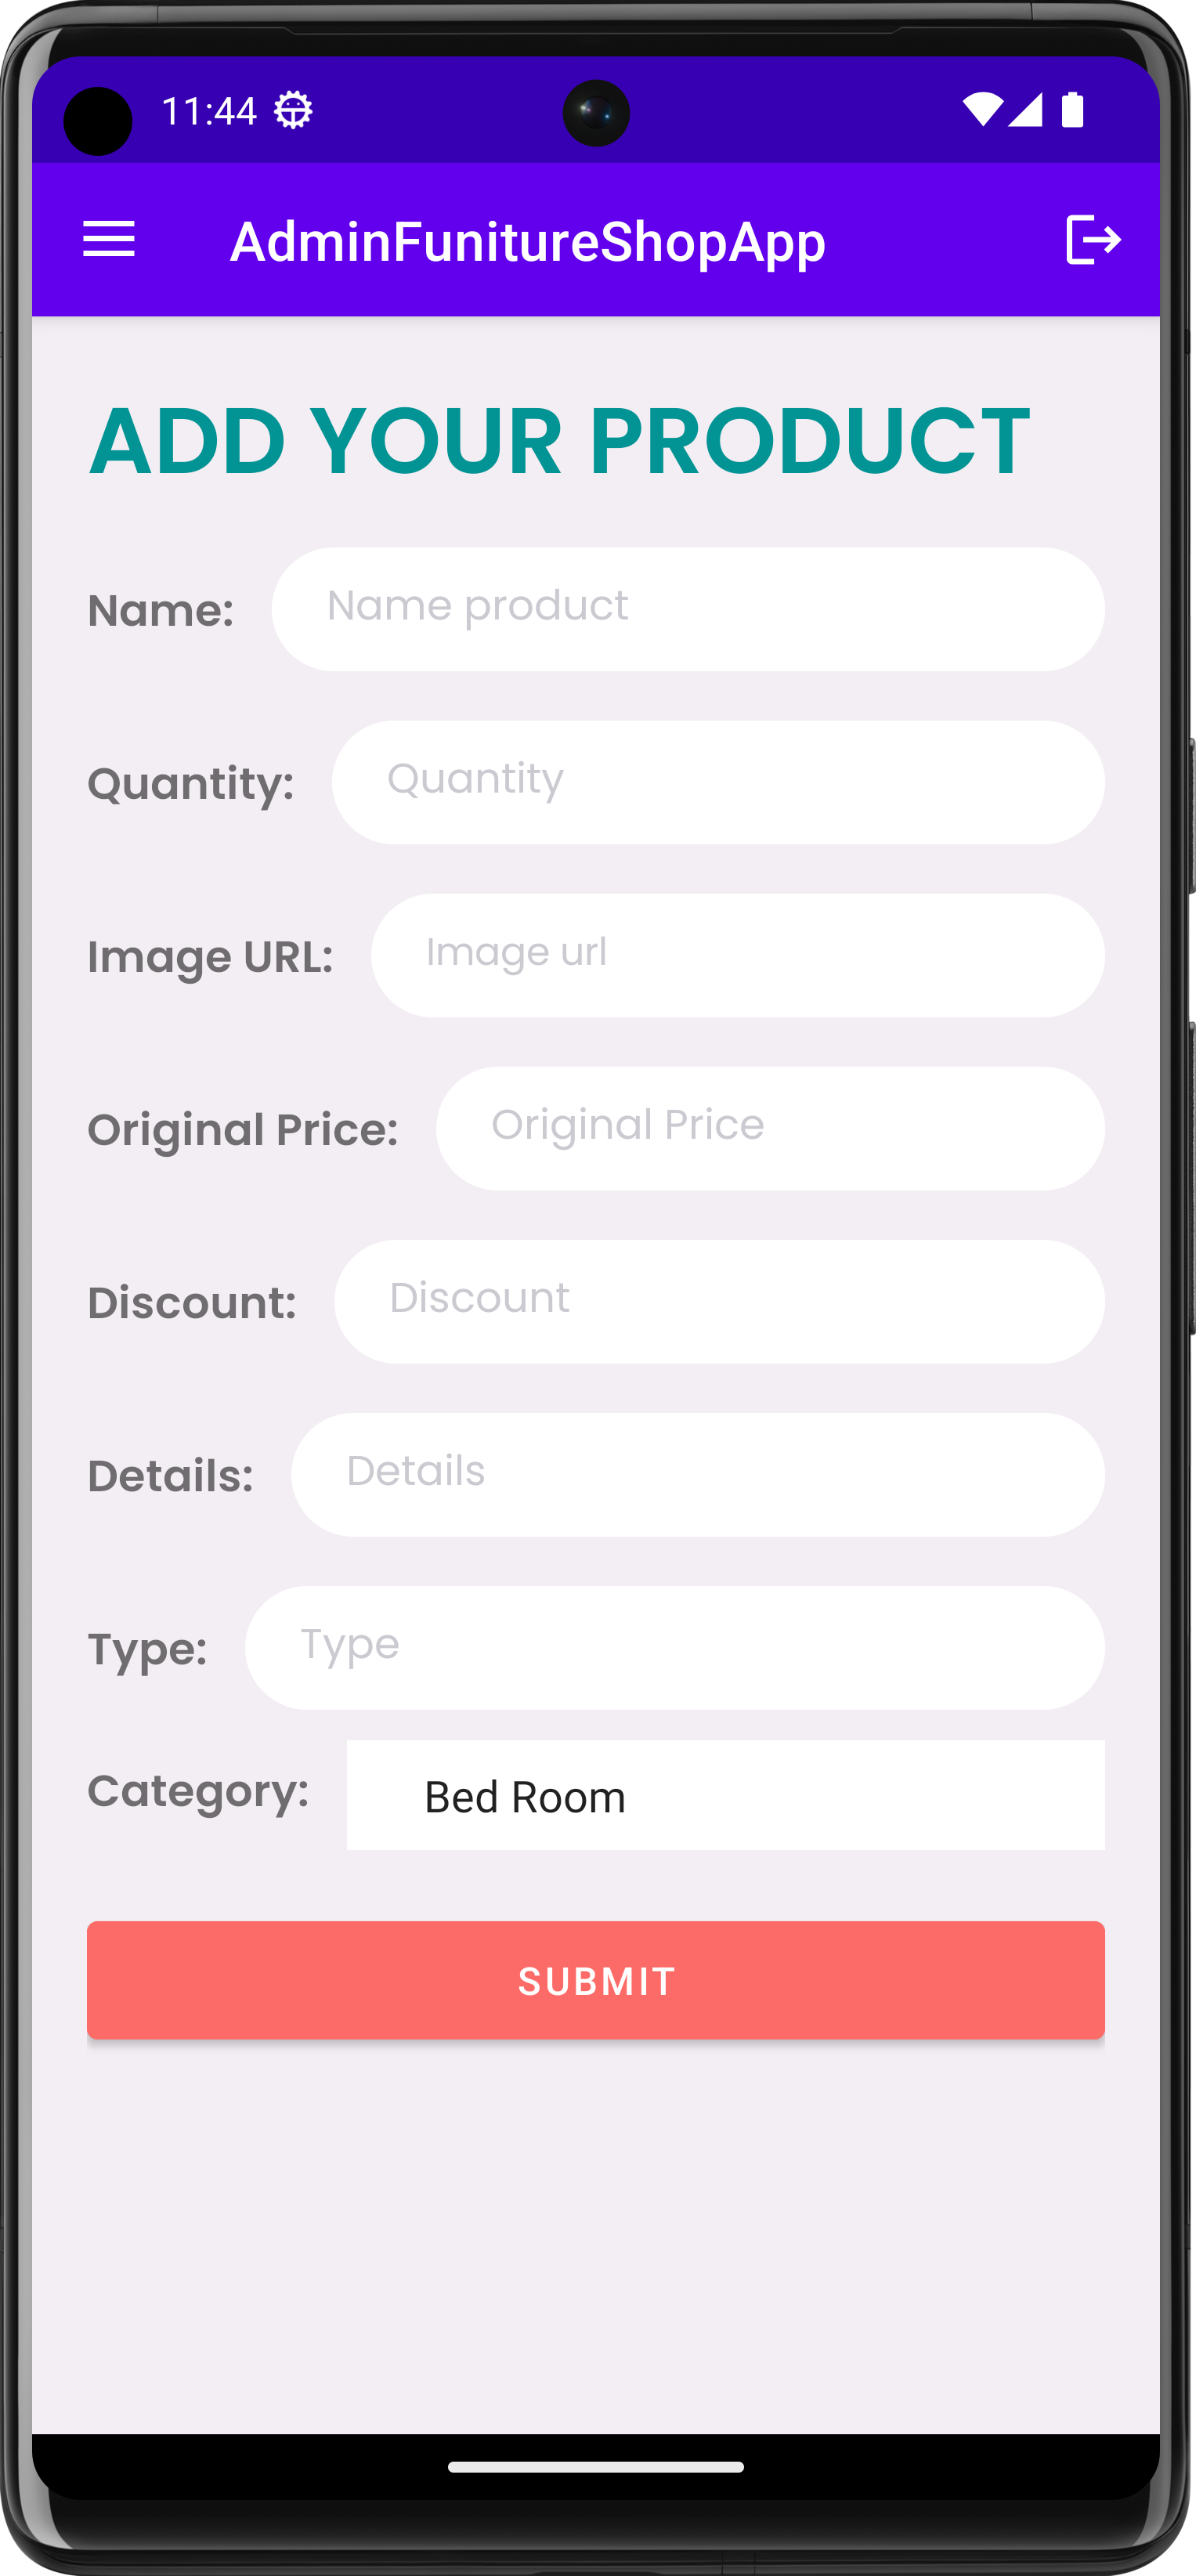 11:44
AdminFunitureShopApp
ADD YOUR PRODUCT
Name: Name product
Quantity: Quantity
Image URL: Image url
Original Price: Original Price
Discount: Discount
Details: Details
Type: Type
Category: Bed Room
SUBMIT